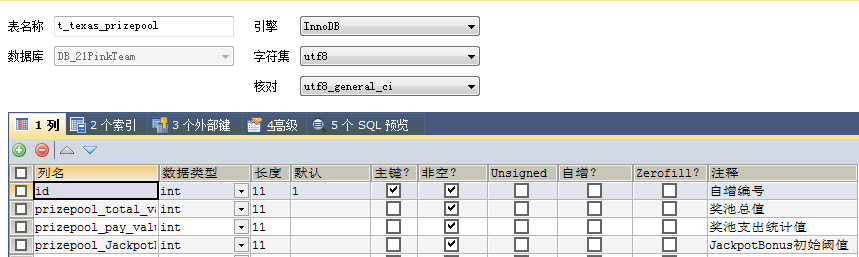 表名称 t_texas_prizepool 引擎 InnoDB
数据库 DB_21PinkTeam 字符集 utf8
核对 utf8_general_ci
1 列 2 个索引 3 个外部键 4高级 5 个 SQL 预览
列名 数据类型 长度 默认 主键? 非空? Unsigned 自增? Zerofill? 注释
id int 11 1 自增编号
prizepool_total_va int 11 奖池总值
prizepool_pay_valu int 11 奖池支出统计值
prizepool_Jackpot int 11 JackpotBonus初始阈值